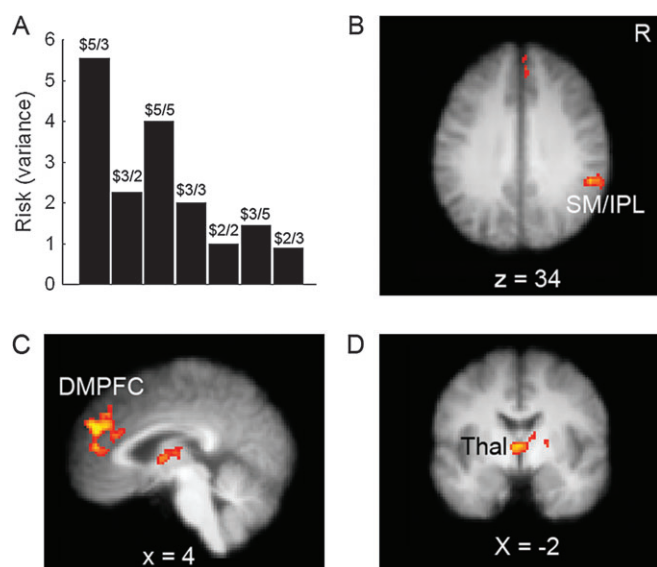 A
Risk (variance)
6
5
4
3
2
1
0
$5/3
$3/2
$5/5
$3/3
$2/2
$3/5
$2/3
B
R
SM/IPL
z = 34
C
DMPFC
x = 4
D
Thal
X = -2